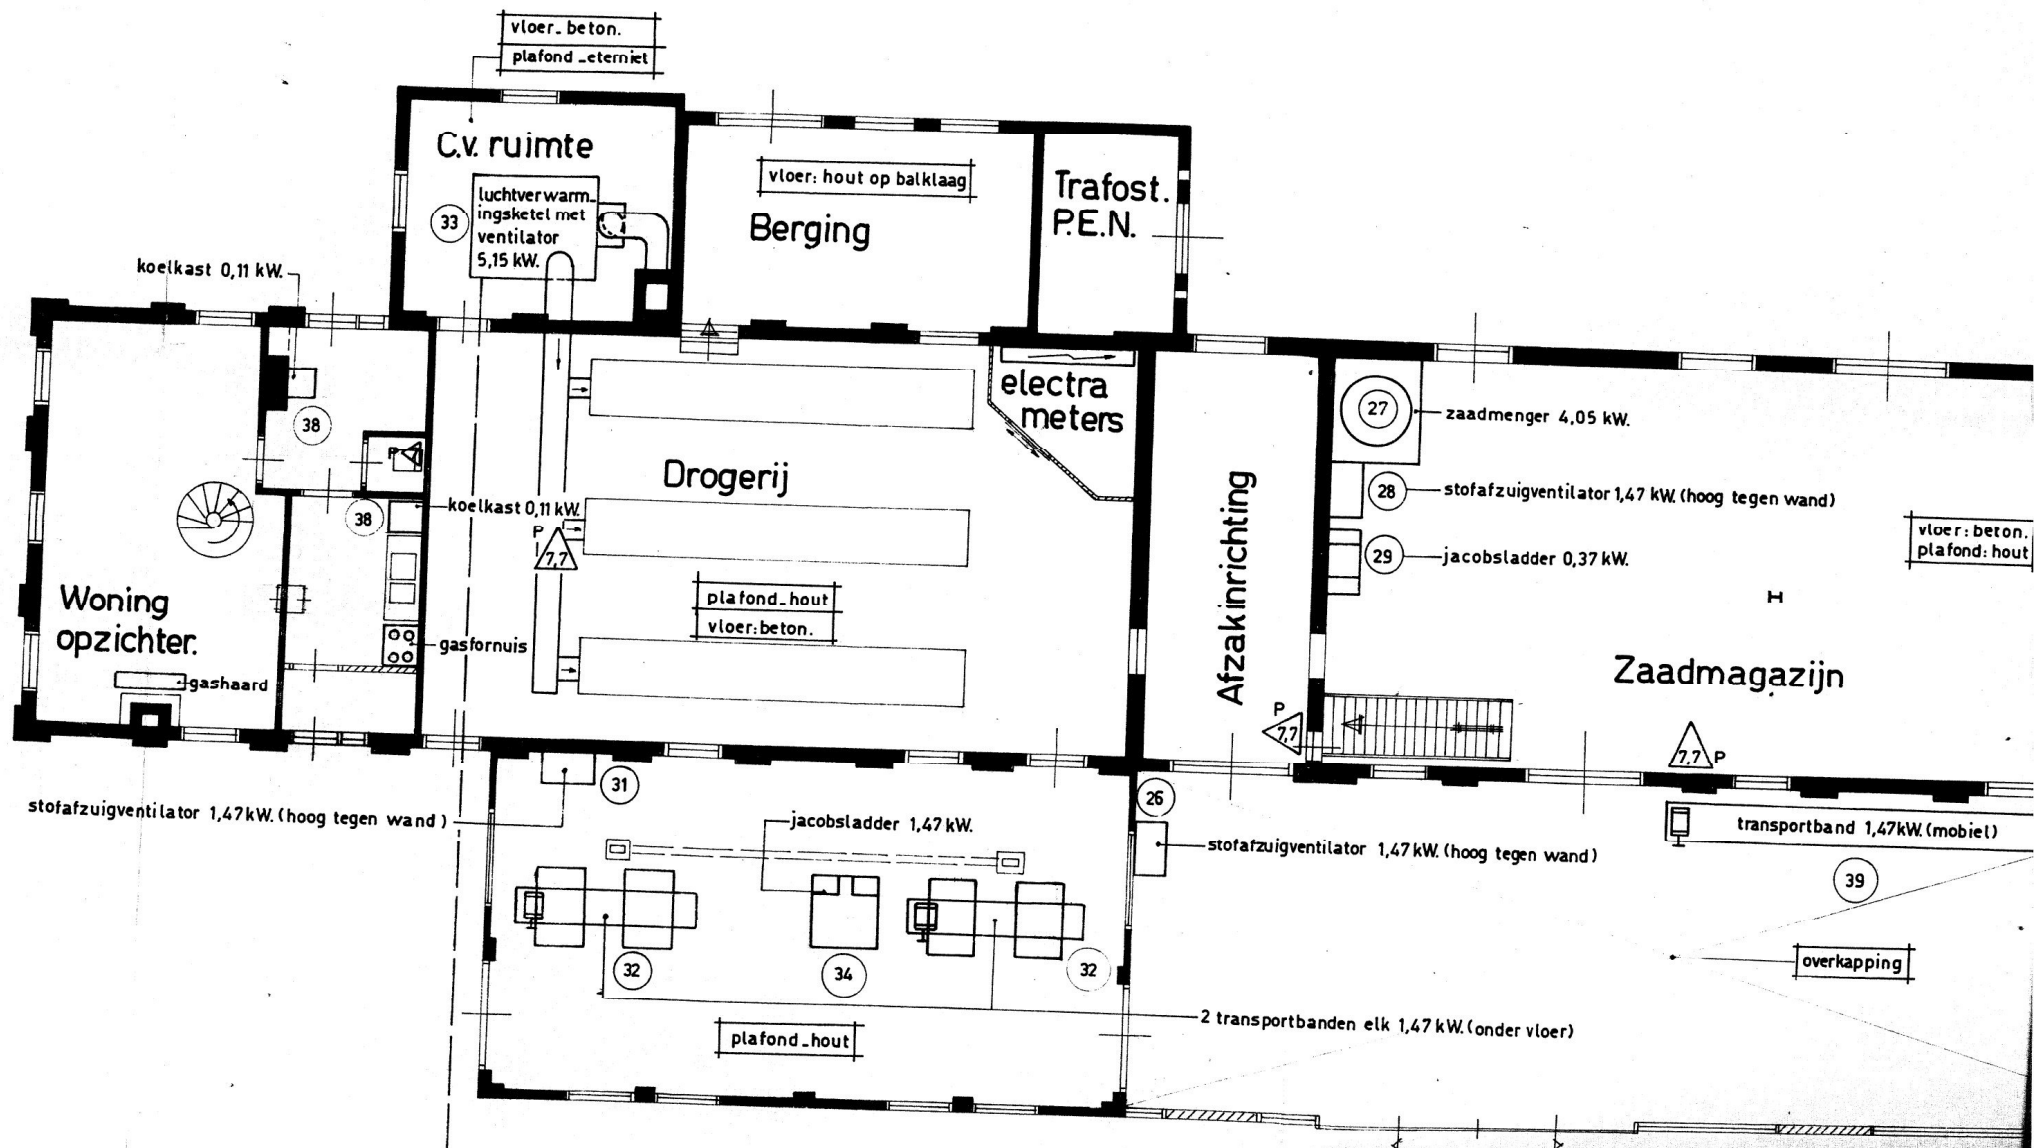 vloer_beton.
plafond_eterniet
C.v. ruimte
luchtverwarm_
ingsketel met
ventilator
5,15 kW.
33
vloer: hout op balklaag
Berging
Trafost.
P.E.N.
koelkast 0,11 kW.
38
P
electra
meters
27
zaadmenger 4,05 kW.
Drogerij
28
stofafzuigventilator 1,47 kW. (hoog tegen wand)
koelkast 0,11 kW.
38
P
7,7
29
jacobsladder 0,37 kW.
vloer: beton.
plafond: hout
H
Woning
opzichter.
plafond_hout
vloer: beton.
gasfornuis
gashaard
Afzakinrichting
Zaadmagazijn
P
7,7
7,7 P
31
26
stofafzuigventilator 1,47 kW. (hoog tegen wand)
jacobsladder 1,47 kW.
stofafzuigventilator 1,47 kW. (hoog tegen wand)
transportband 1,47 kW. (mobiel)
39
32
34
32
overkapping
2 transportbanden elk 1,47 kW. (onder vloer)
plafond_hout